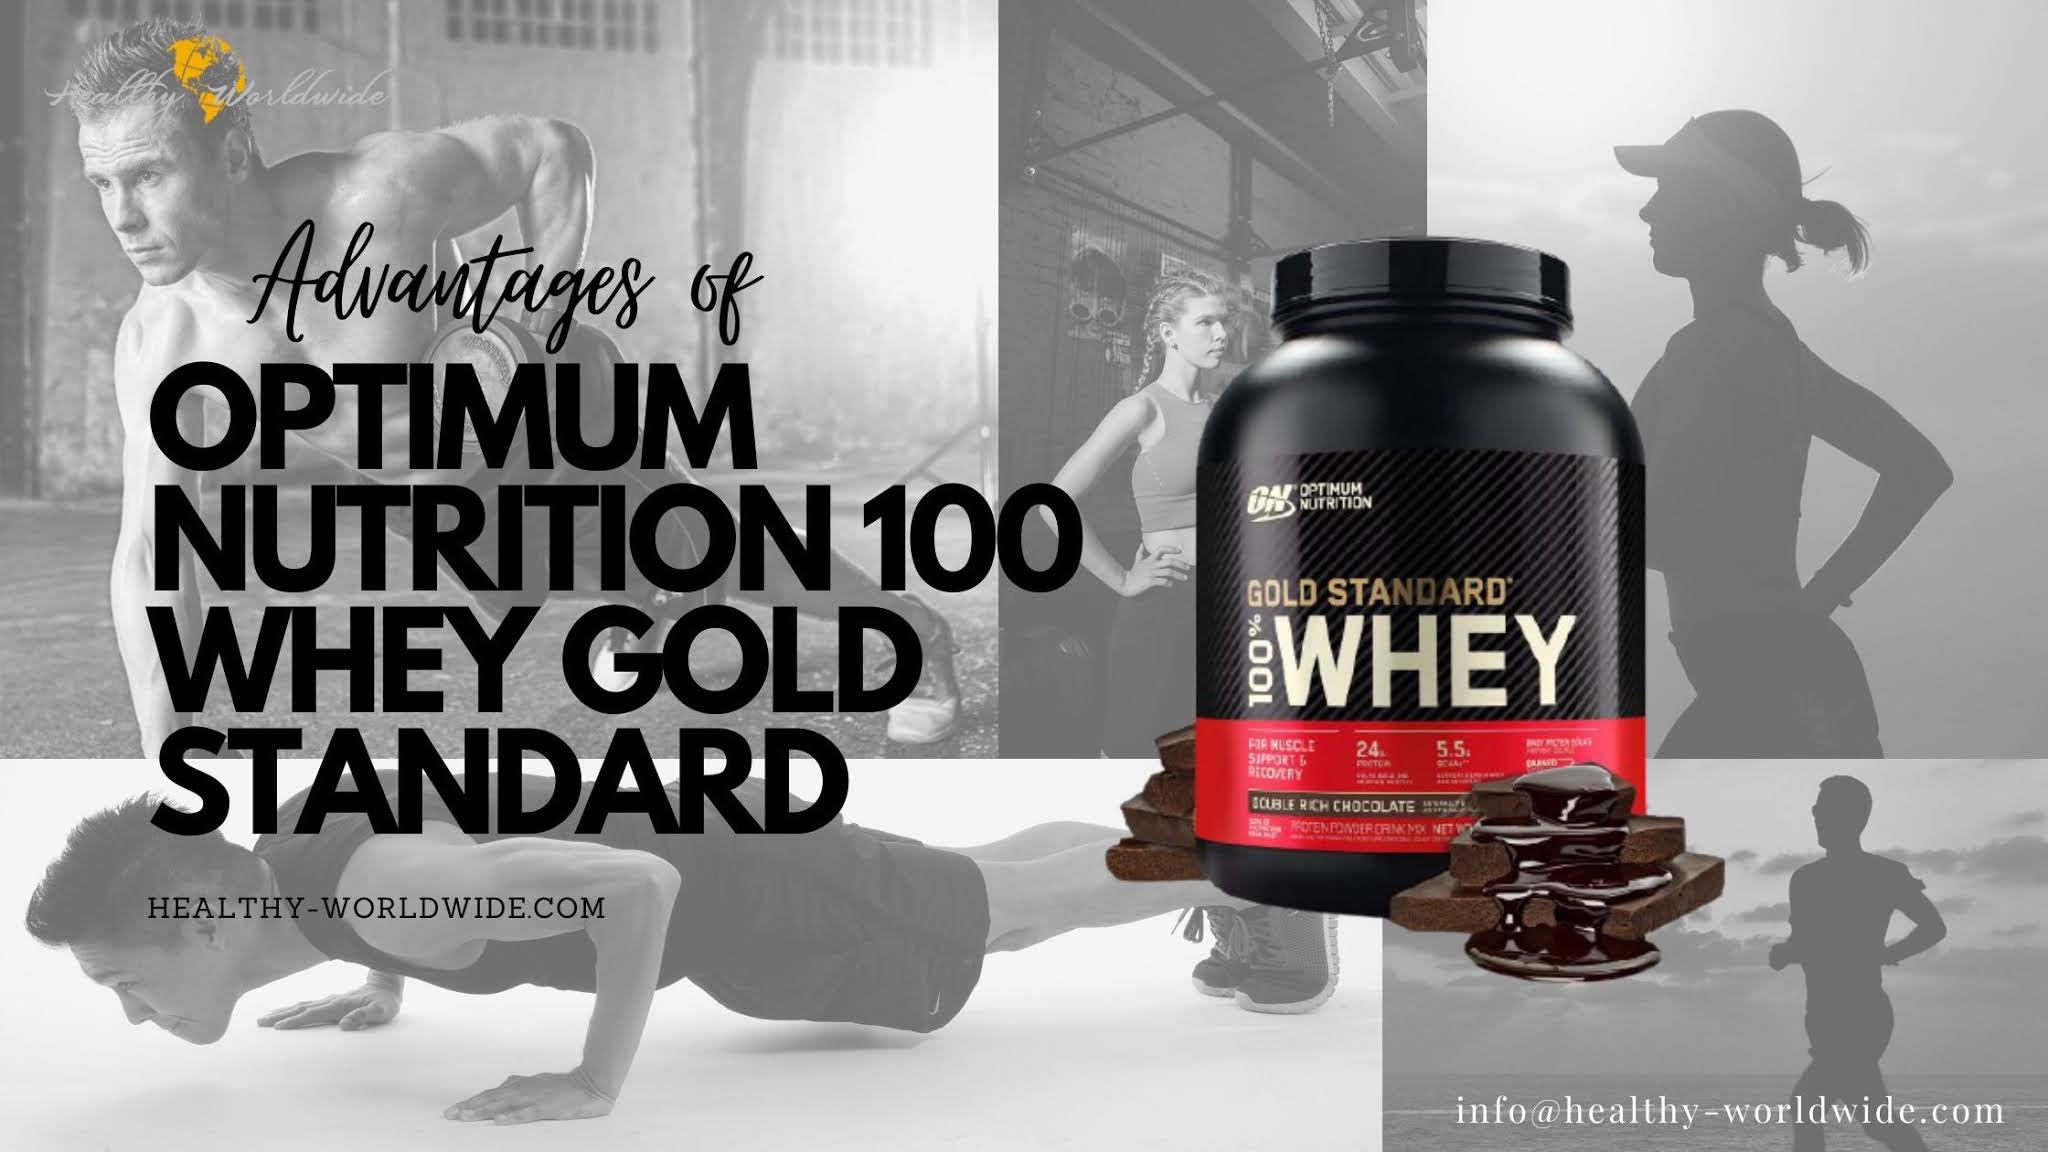 Healthy Worldwide
Advantages of
OPTIMUM
NUTRITION 100
WHEY GOLD
STANDARD
HEALTHY-WORLDWIDE.COM
ON OPTIMUM
NUTRITION
GOLD STANDARD
100% WHEY
FOR MUSCLE
SUPPORT &
RECOVERY
24g
PROTEIN
5.5g
BCAAs
DOUBLE RICH CHOCOLATE
PROTEIN POWDER DRINK MIX NET
info@healthy-worldwide.com